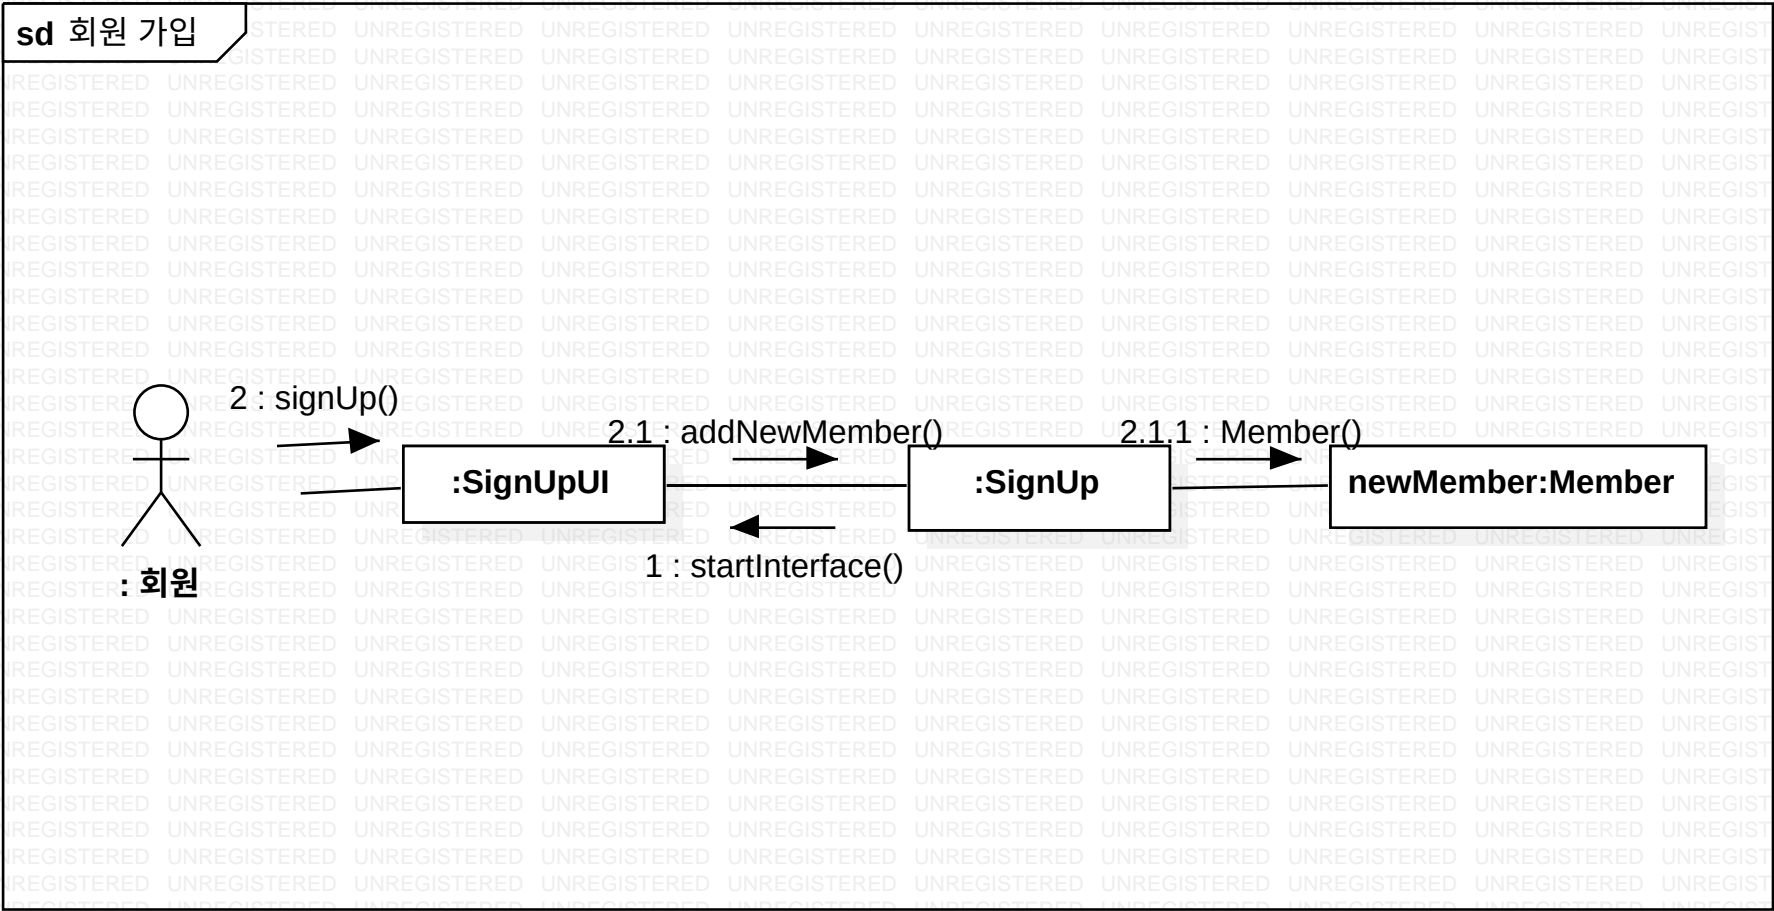 sd 회원 가입
2 : signUp()
2.1 : addNewMember()
2.1.1 : Member()
:SignUpUI
:SignUp
newMember:Member
1 : startInterface()
: 회원
UNREGISTERED